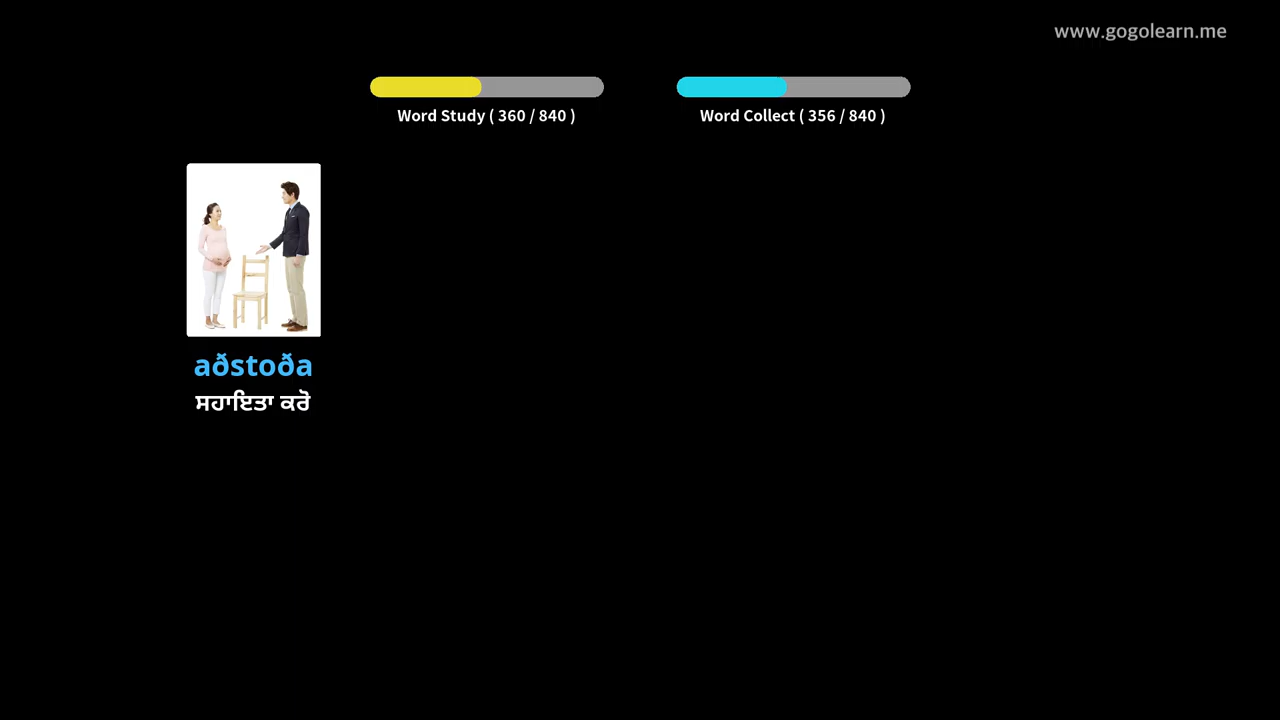 www.gogolearn.me
Word Study ( 360 / 840 )
Word Collect ( 356 / 840 )
aðstoða
ਸਹਾਇਤਾ ਕਰੋ